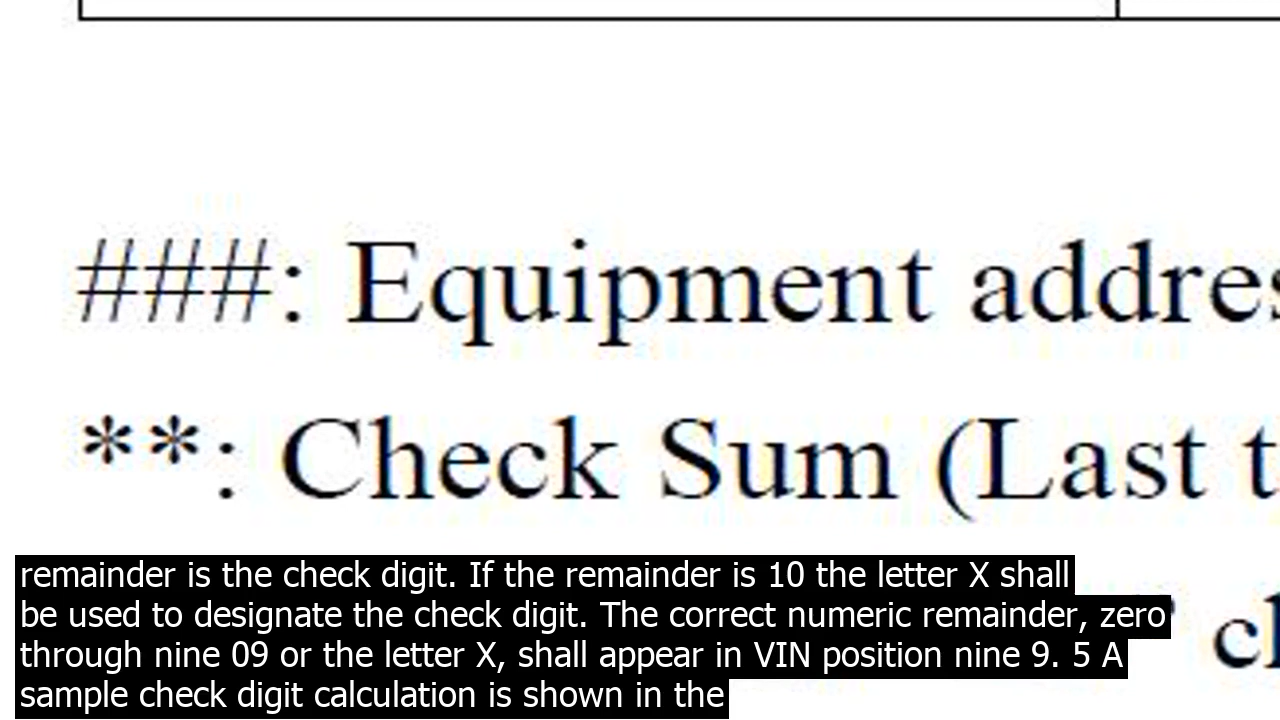 ###: Equipment
**: Check Sum (Last
remainder is the check digit. If the remainder is 10 the letter X shall
be used to designate the check digit. The correct numeric remainder, zero
through nine 09 or the letter X, shall appear in VIN position nine 9. 5 A
sample check digit calculation is shown in the